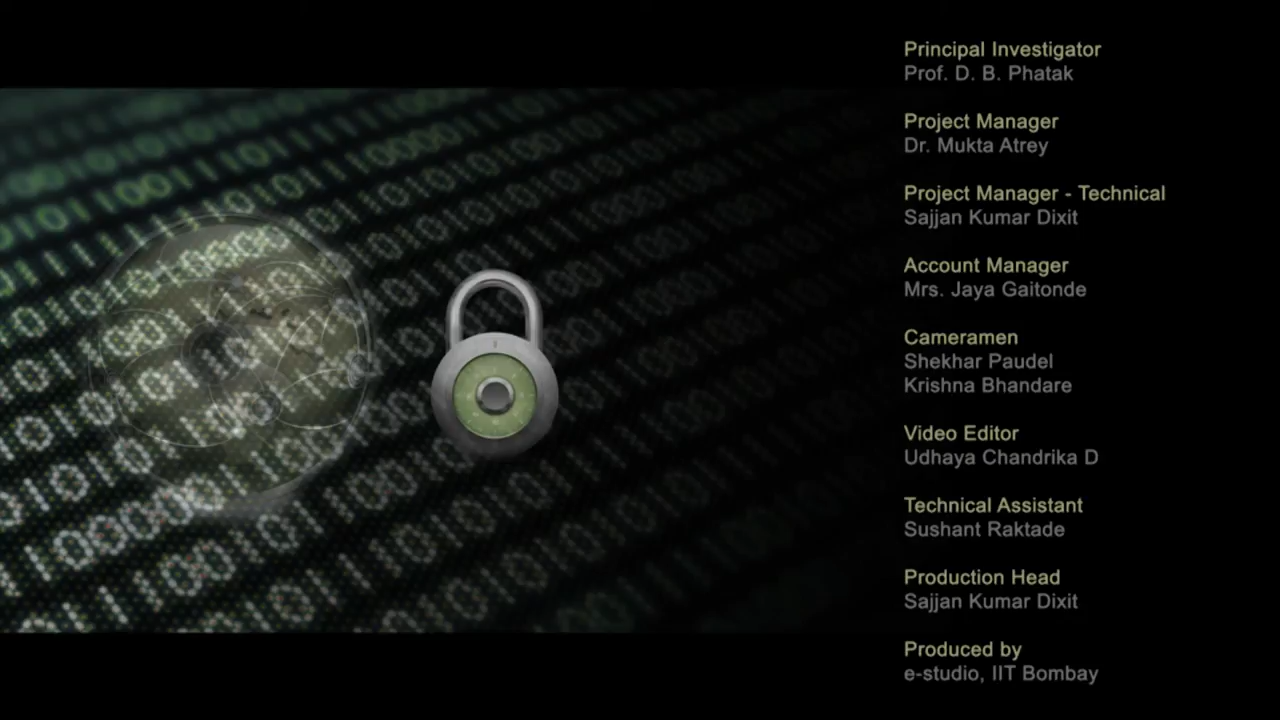 Principal Investigator
Prof. D. B. Phatak
Project Manager
Dr. Mukta Atrey
Project Manager - Technical
Sajjan Kumar Dixit
Account Manager
Mrs. Jaya Gaitonde
Cameramen
Shekhar Paudel
Krishna Bhandare
Video Editor
Udhaya Chandrika D
Technical Assistant
Sushant Raktade
Production Head
Sajjan Kumar Dixit
Produced by
e-studio, IIT Bombay